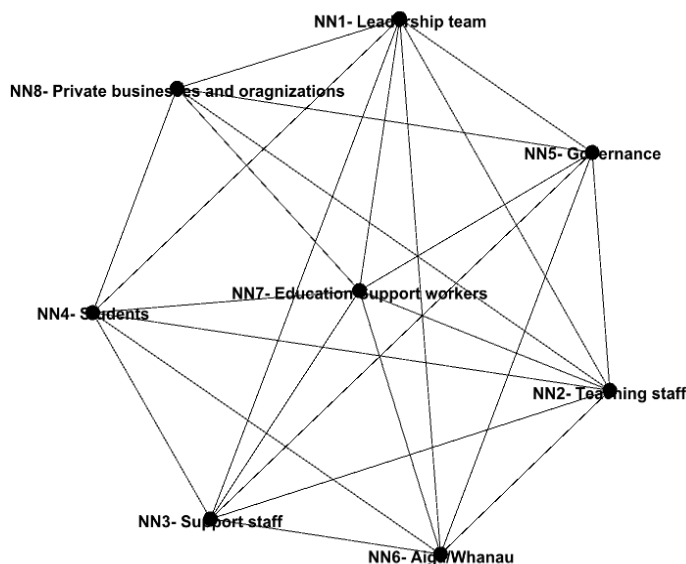 NN1- Leadership team
NN8- Private businesses and oragnizations
NN5- Governance
NN7- Education Support workers
NN4- Students
NN2- Teaching staff
NN3- Support staff
NN6- Aiga/Whanau